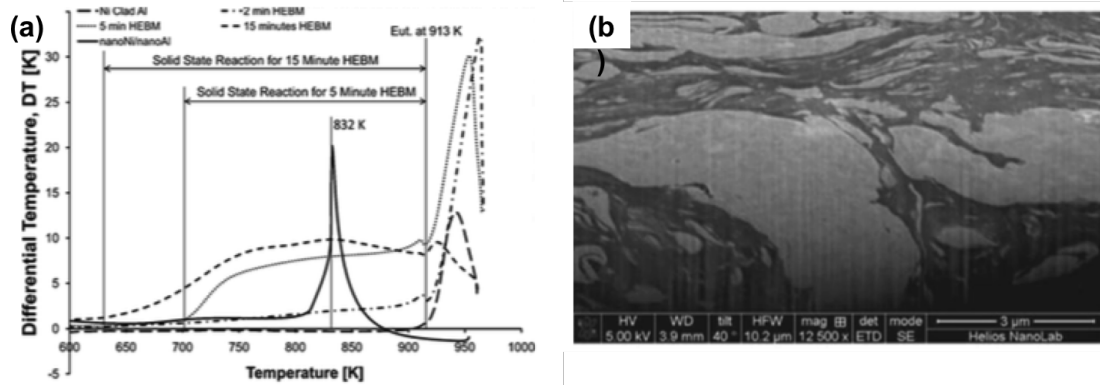 (a)
Ni Clad Al
2 min HEBM
5 min HEBM
15 minutes HEBM
nanoNi/nanoAl
Eut. at 913 K
Solid State Reaction for 15 Minute HEBM
Solid State Reaction for 5 Minute HEBM
832 K
Differential Temperature, DT [K]
35
30
25
20
15
10
5
0
-5
600
650
700
750
800
850
900
950
1000
Temperature [K]
(b
)
HV WD tilt HFW mag det mode 3 µm
5.00 kV 3.9 mm 40 ° 10.2 µm 12 500 x ETD SE Helios NanoLab